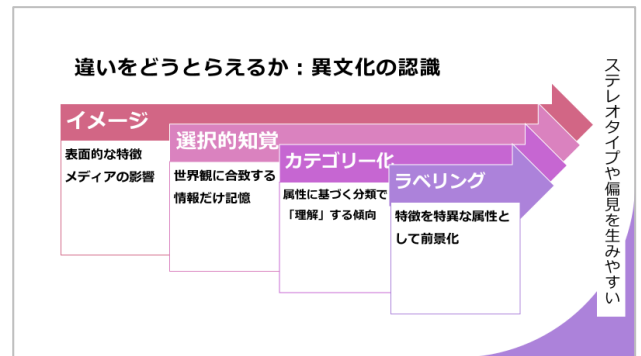 違いをどうとらえるか：異文化の認識
イメージ
表面的な特徴
メディアの影響
選択的知覚
世界観に合致する
情報だけ記憶
カテゴリー化
属性に基づく分類で
「理解」する傾向
ラベリング
特徴を特異な属性と
して前景化
ステレオタイプや偏見を生みやすい